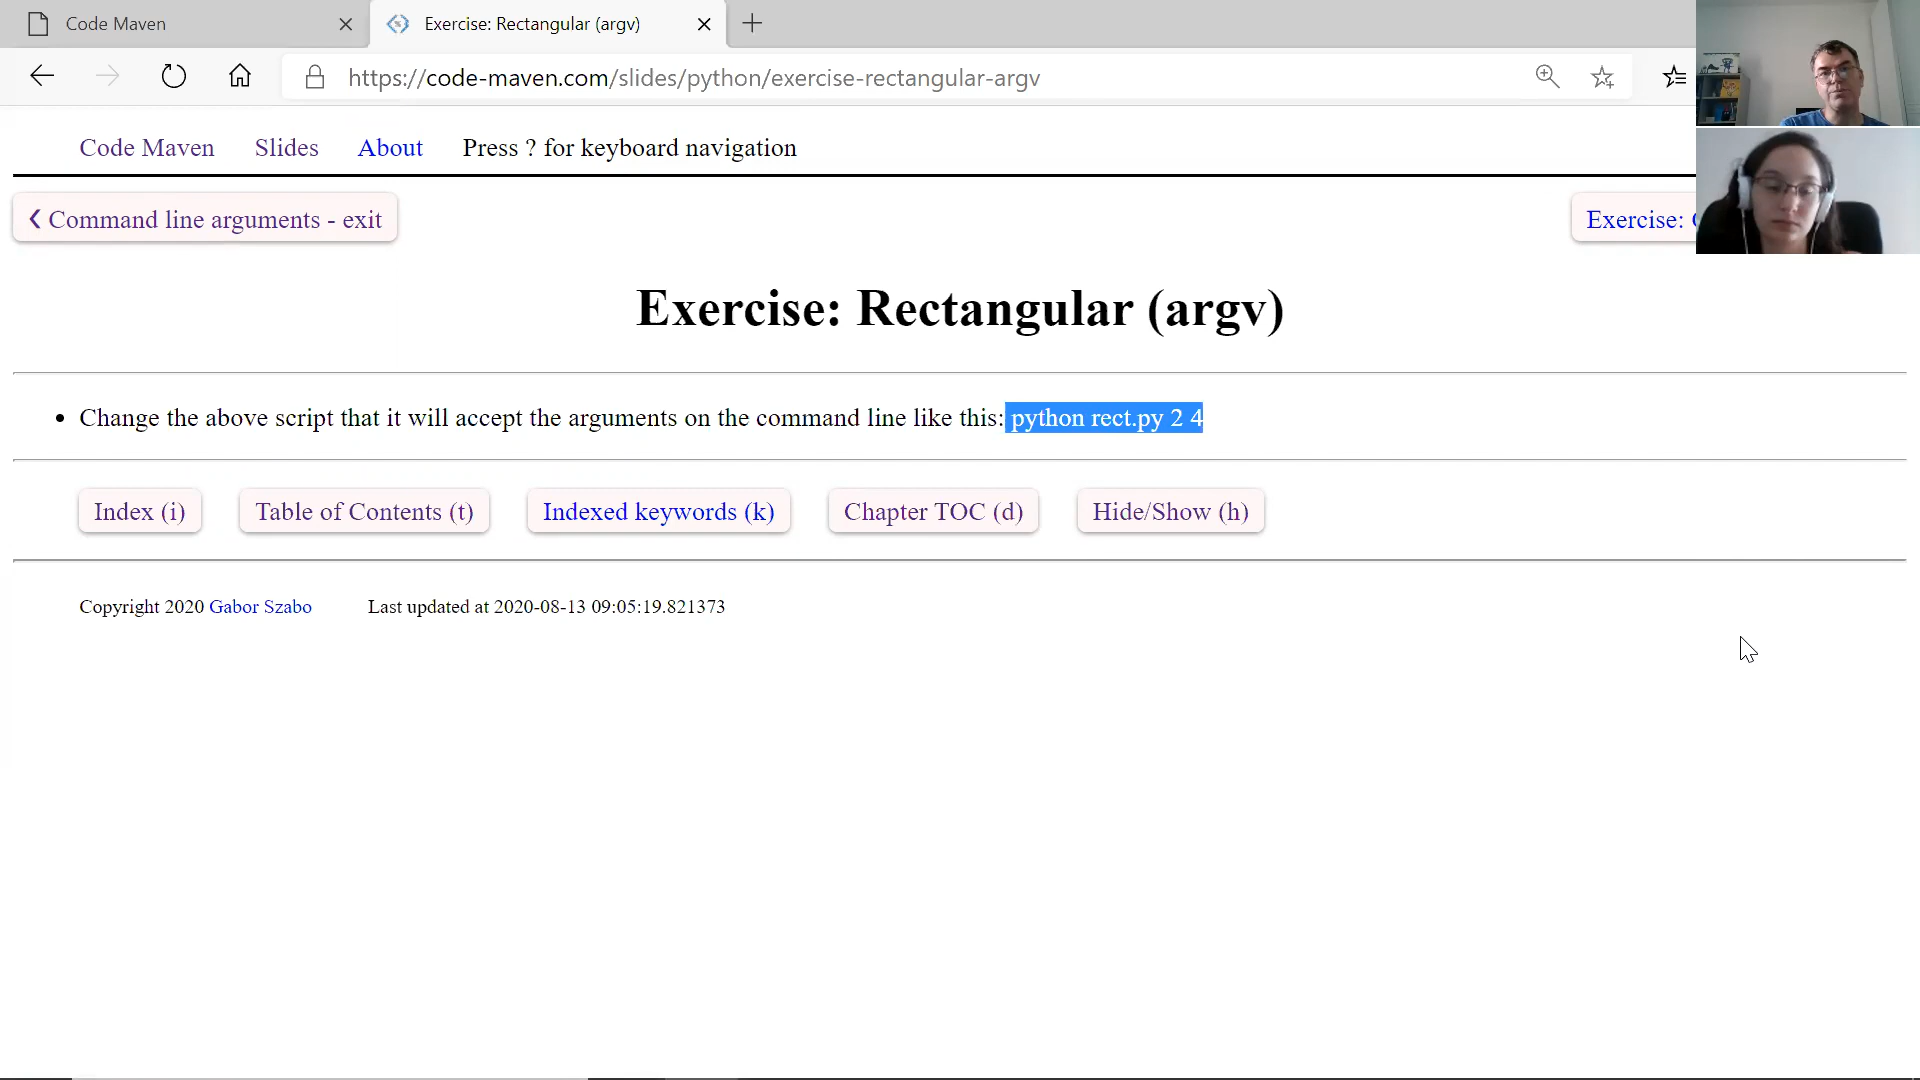 Code Maven
Exercise: Rectangular (argv)
https://code-maven.com/slides/python/exercise-rectangular-argv
Code Maven Slides About Press ? for keyboard navigation
❮ Command line arguments - exit
Exercise:
Exercise: Rectangular (argv)
• Change the above script that it will accept the arguments on the command line like this: python rect.py 2 4
Index (i) Table of Contents (t) Indexed keywords (k) Chapter TOC (d) Hide/Show (h)
Copyright 2020 Gabor Szabo Last updated at 2020-08-13 09:05:19.821373